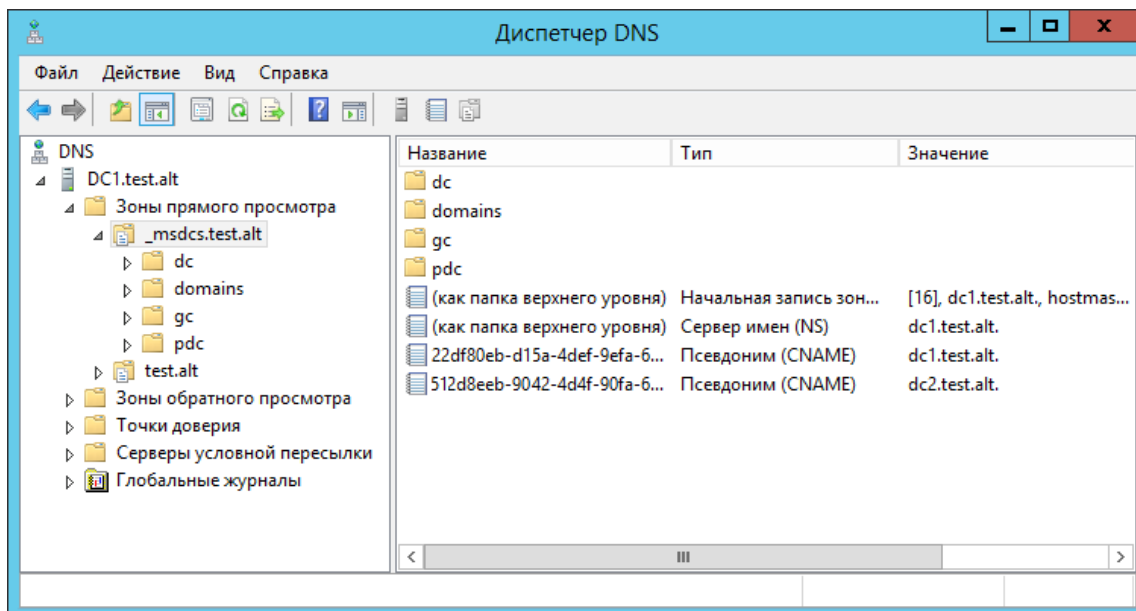 Диспетчер DNS
Файл Действие Вид Справка
DNS
DC1.test.alt
Зоны прямого просмотра
_msdcs.test.alt
dc
domains
gc
pdc
test.alt
Зоны обратного просмотра
Точки доверия
Серверы условной пересылки
Глобальные журналы
Название Тип Значение
dc
domains
gc
pdc
(как папка верхнего уровня) Начальная запись зон... [16], dc1.test.alt., hostmas...
(как папка верхнего уровня) Сервер имен (NS) dc1.test.alt.
22df80eb-d15a-4def-9efa-6... Псевдоним (CNAME) dc1.test.alt.
512d8eeb-9042-4d4f-90fa-6... Псевдоним (CNAME) dc2.test.alt.